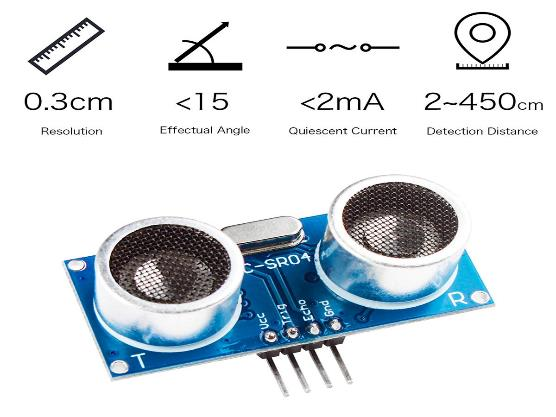 0.3cm
<15
<2mA
2~450cm
Resolution
Effectual Angle
Quiescent Current
Detection Distance
C-SR04
Vcc
Trig
Echo
Gnd
T
R